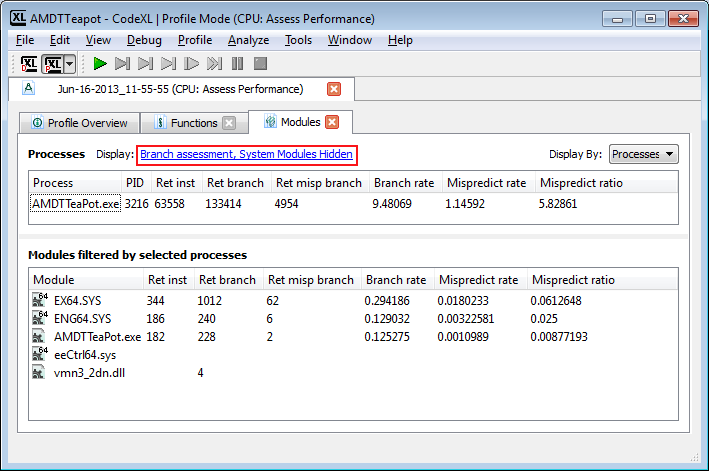 XL AMDTTeapot - CodeXL | Profile Mode (CPU: Assess Performance)
File Edit View Debug Profile Analyze Tools Window Help
XL XL
A Jun-16-2013_11-55-55 (CPU: Assess Performance)
Profile Overview Functions Modules
Processes Display: Branch assessment, System Modules Hidden Display By: Processes
Process PID Ret inst Ret branch Ret misp branch Branch rate Mispredict rate Mispredict ratio
AMDTTeaPot.exe 3216 63558 133414 4954 9.48069 1.14592 5.82861
Modules filtered by selected processes
Module Ret inst Ret branch Ret misp branch Branch rate Mispredict rate Mispredict ratio
64 EX64.SYS 344 1012 62 0.294186 0.0180233 0.0612648
64 ENG64.SYS 186 240 6 0.129032 0.00322581 0.025
AMDTTeaPot.exe 182 228 2 0.125275 0.0010989 0.00877193
64 eeCtrl64.sys
vmn3_2dn.dll 4